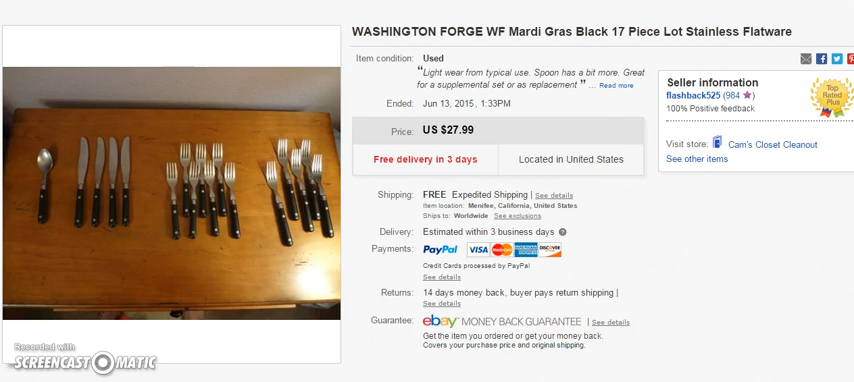 WASHINGTON FORGE WF Mardi Gras Black 17 Piece Lot Stainless Flatware
Item condition: Used
“Light wear from typical use. Spoon has a bit more. Great
for a supplemental set or as replacement ” ... Read more
Ended: Jun 13, 2015 , 1:33PM
Price: US $27.99
Free delivery in 3 days
Located in United States
Shipping: FREE Expedited Shipping | See details
Item location: Menifee, California, United States
Ships to: Worldwide See exclusions
Delivery: Estimated within 3 business days
Payments: PayPal VISA MasterCard AMERICAN EXPRESS DISCOVER
Credit Cards processed by PayPal
See details
Returns: 14 days money back, buyer pays return shipping |
See details
Guarantee: ebay MONEY BACK GUARANTEE | See details
Get the item you ordered or get your money back.
Covers your purchase price and original shipping.
Seller information
flashback525 (984 )
100% Positive feedback
Top
Rated
Plus
Visit store: Cam's Closet Cleanout
See other items
Recorded with
SCREENCAST MATIC